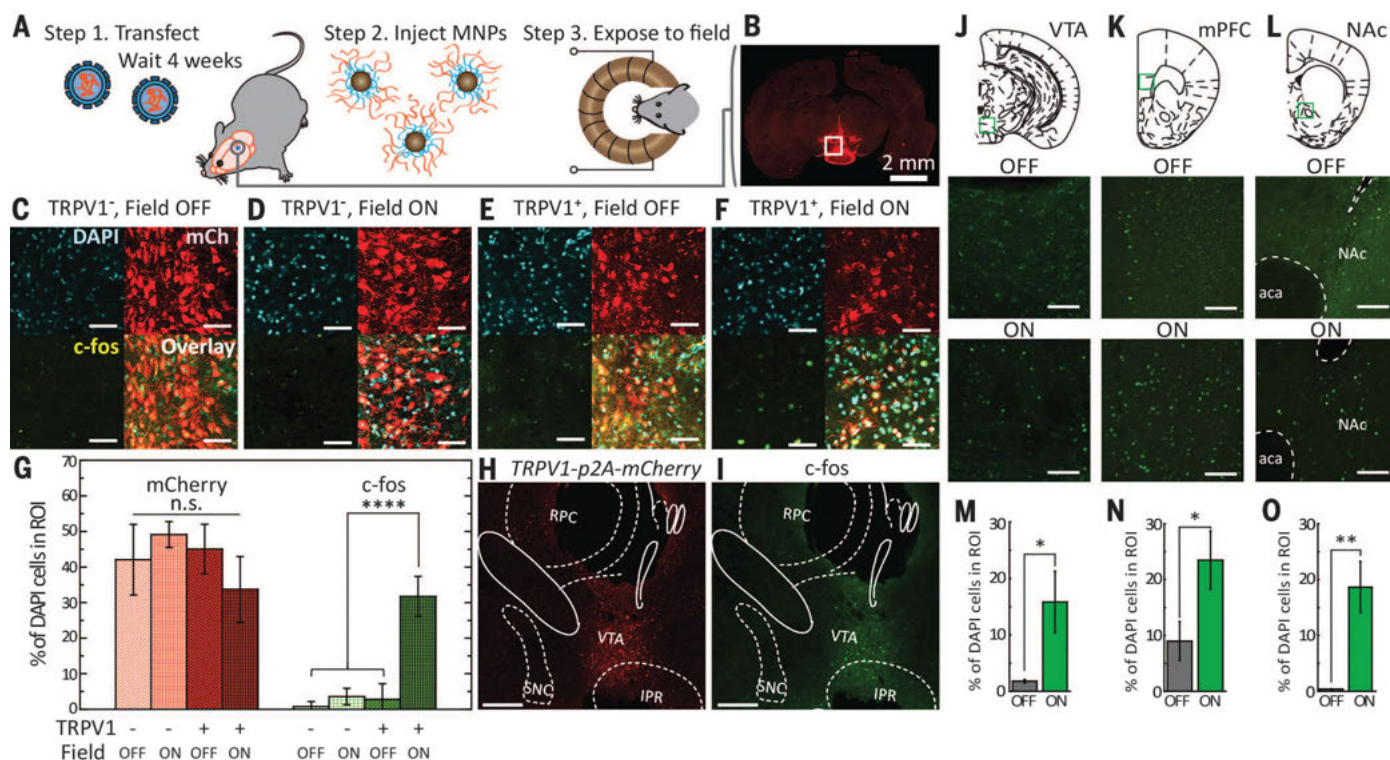 A
Step 1. Transfect
Wait 4 weeks
Step 2. Inject MNPs
Step 3. Expose to field
B
2 mm
C
TRPV1⁻, Field OFF
DAPI
mCh
c-fos
Overlay
D
TRPV1⁻, Field ON
E
TRPV1⁺, Field OFF
F
TRPV1⁺, Field ON
G
% of DAPI cells in ROI
70
60
50
40
30
20
10
0
mCherry
n.s.
c-fos
****
TRPV1 - - + + - - + +
Field OFF ON OFF ON OFF ON OFF ON
H
TRPV1-p2A-mCherry
RPC
VTA
SNC
IPR
I
c-fos
RPC
VTA
SNC
IPR
J
VTA
OFF
ON
K
mPFC
OFF
ON
L
NAc
OFF
NAc
aca
ON
NAc
aca
M
% of DAPI cells in ROI
30
20
10
0
*
OFF ON
N
% of DAPI cells in ROI
30
20
10
0
*
OFF ON
O
% of DAPI cells in ROI
30
20
10
0
**
OFF ON